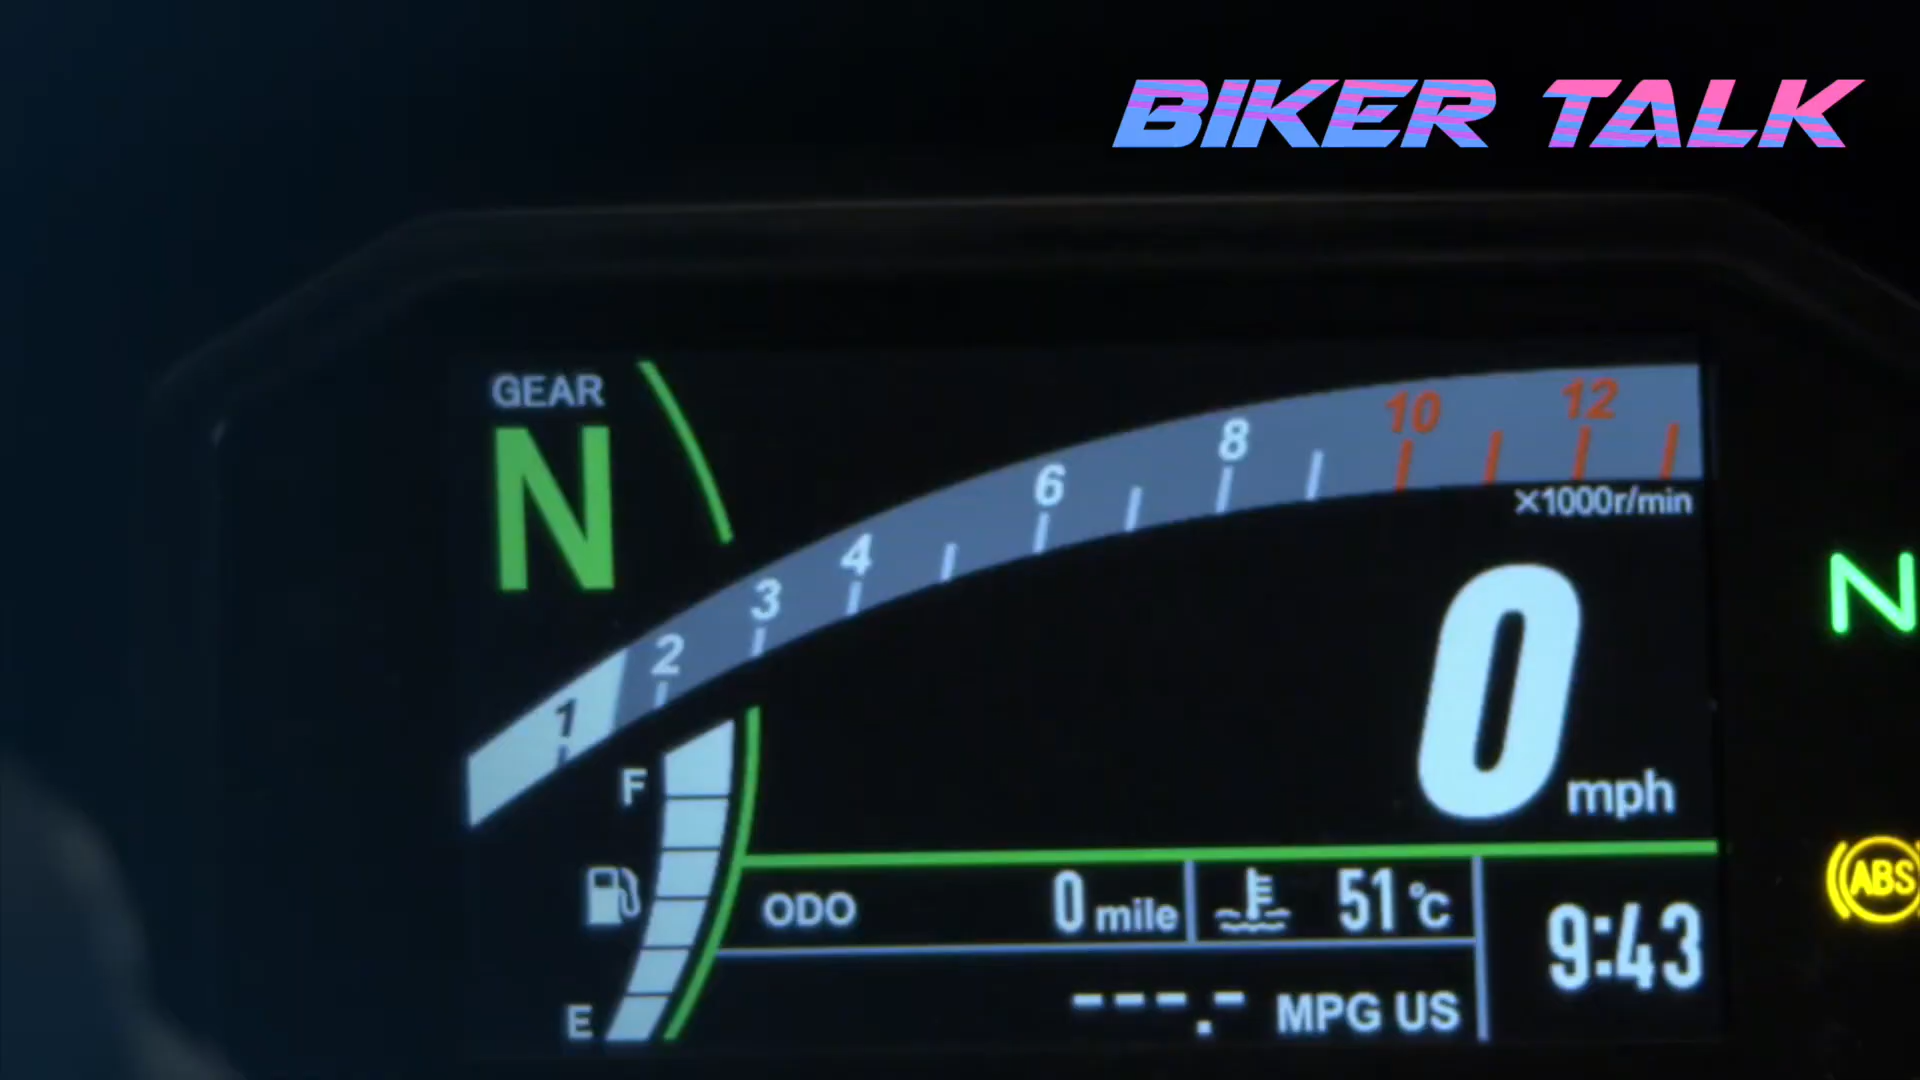 BIKER TALK
GEAR
N
1 2 3 4 6 8 10 12
×1000r/min
N
0 mph
F
E
ODO 0 mile
51 °C
ABS
9:43
---.- MPG US